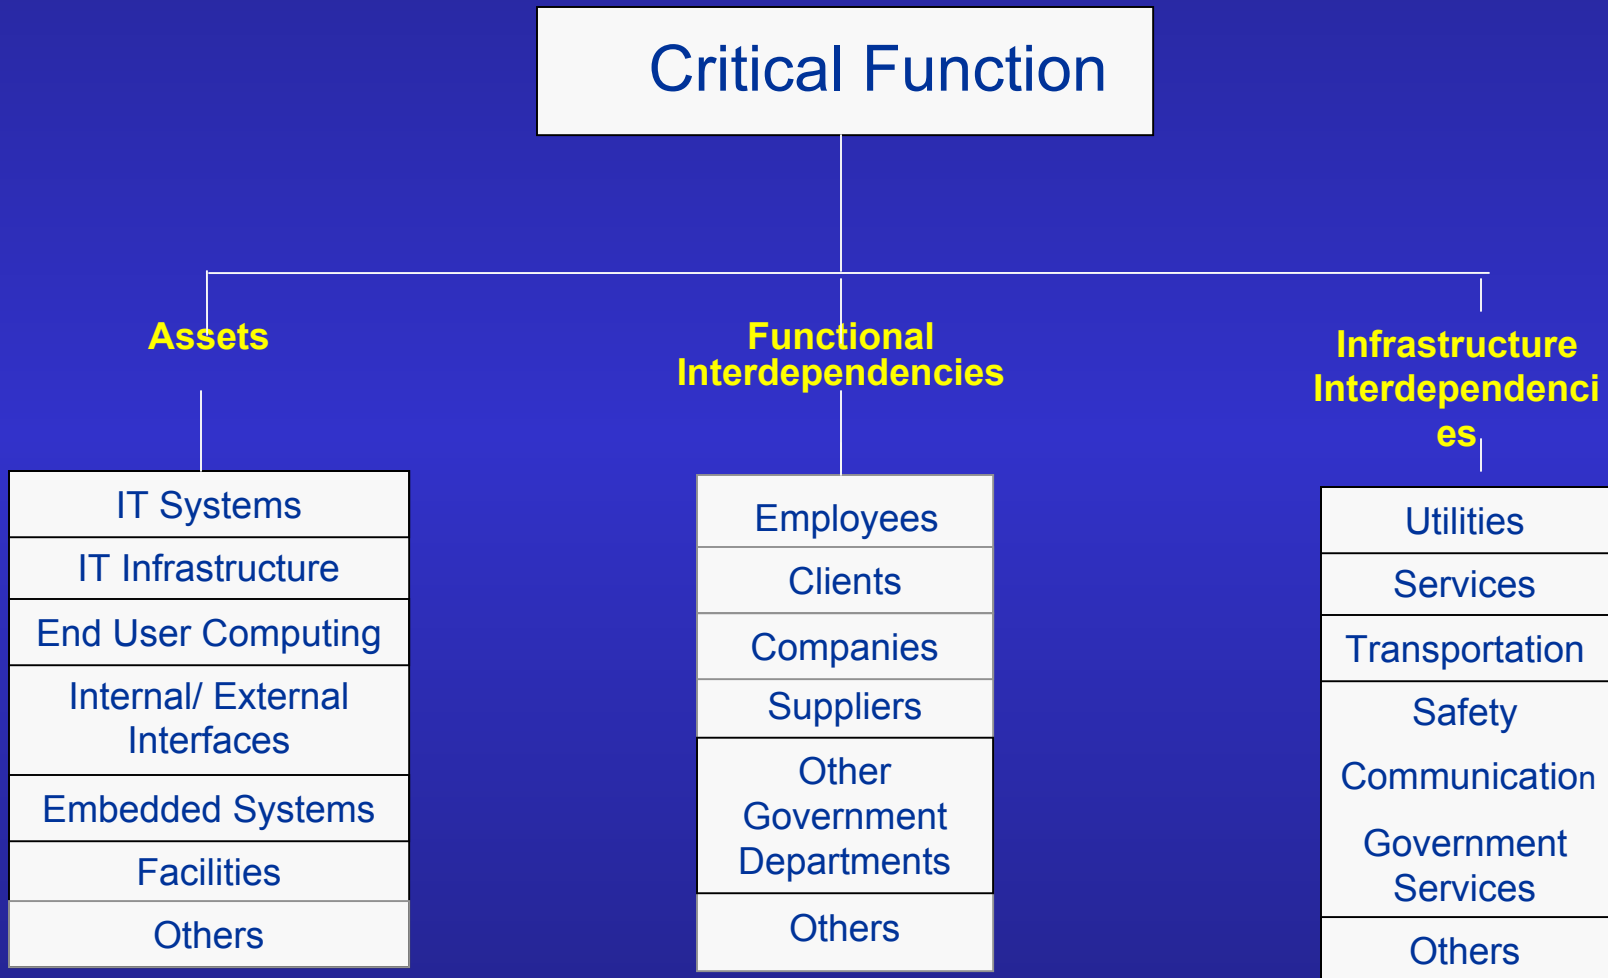 Critical Function
Assets
Functional
Interdependencies
Infrastructure
Interdependenci
es
IT Systems
IT Infrastructure
End User Computing
Internal/ External
Interfaces
Embedded Systems
Facilities
Others
Employees
Clients
Companies
Suppliers
Other
Government
Departments
Others
Utilities
Services
Transportation
Safety
Communication
Government
Services
Others